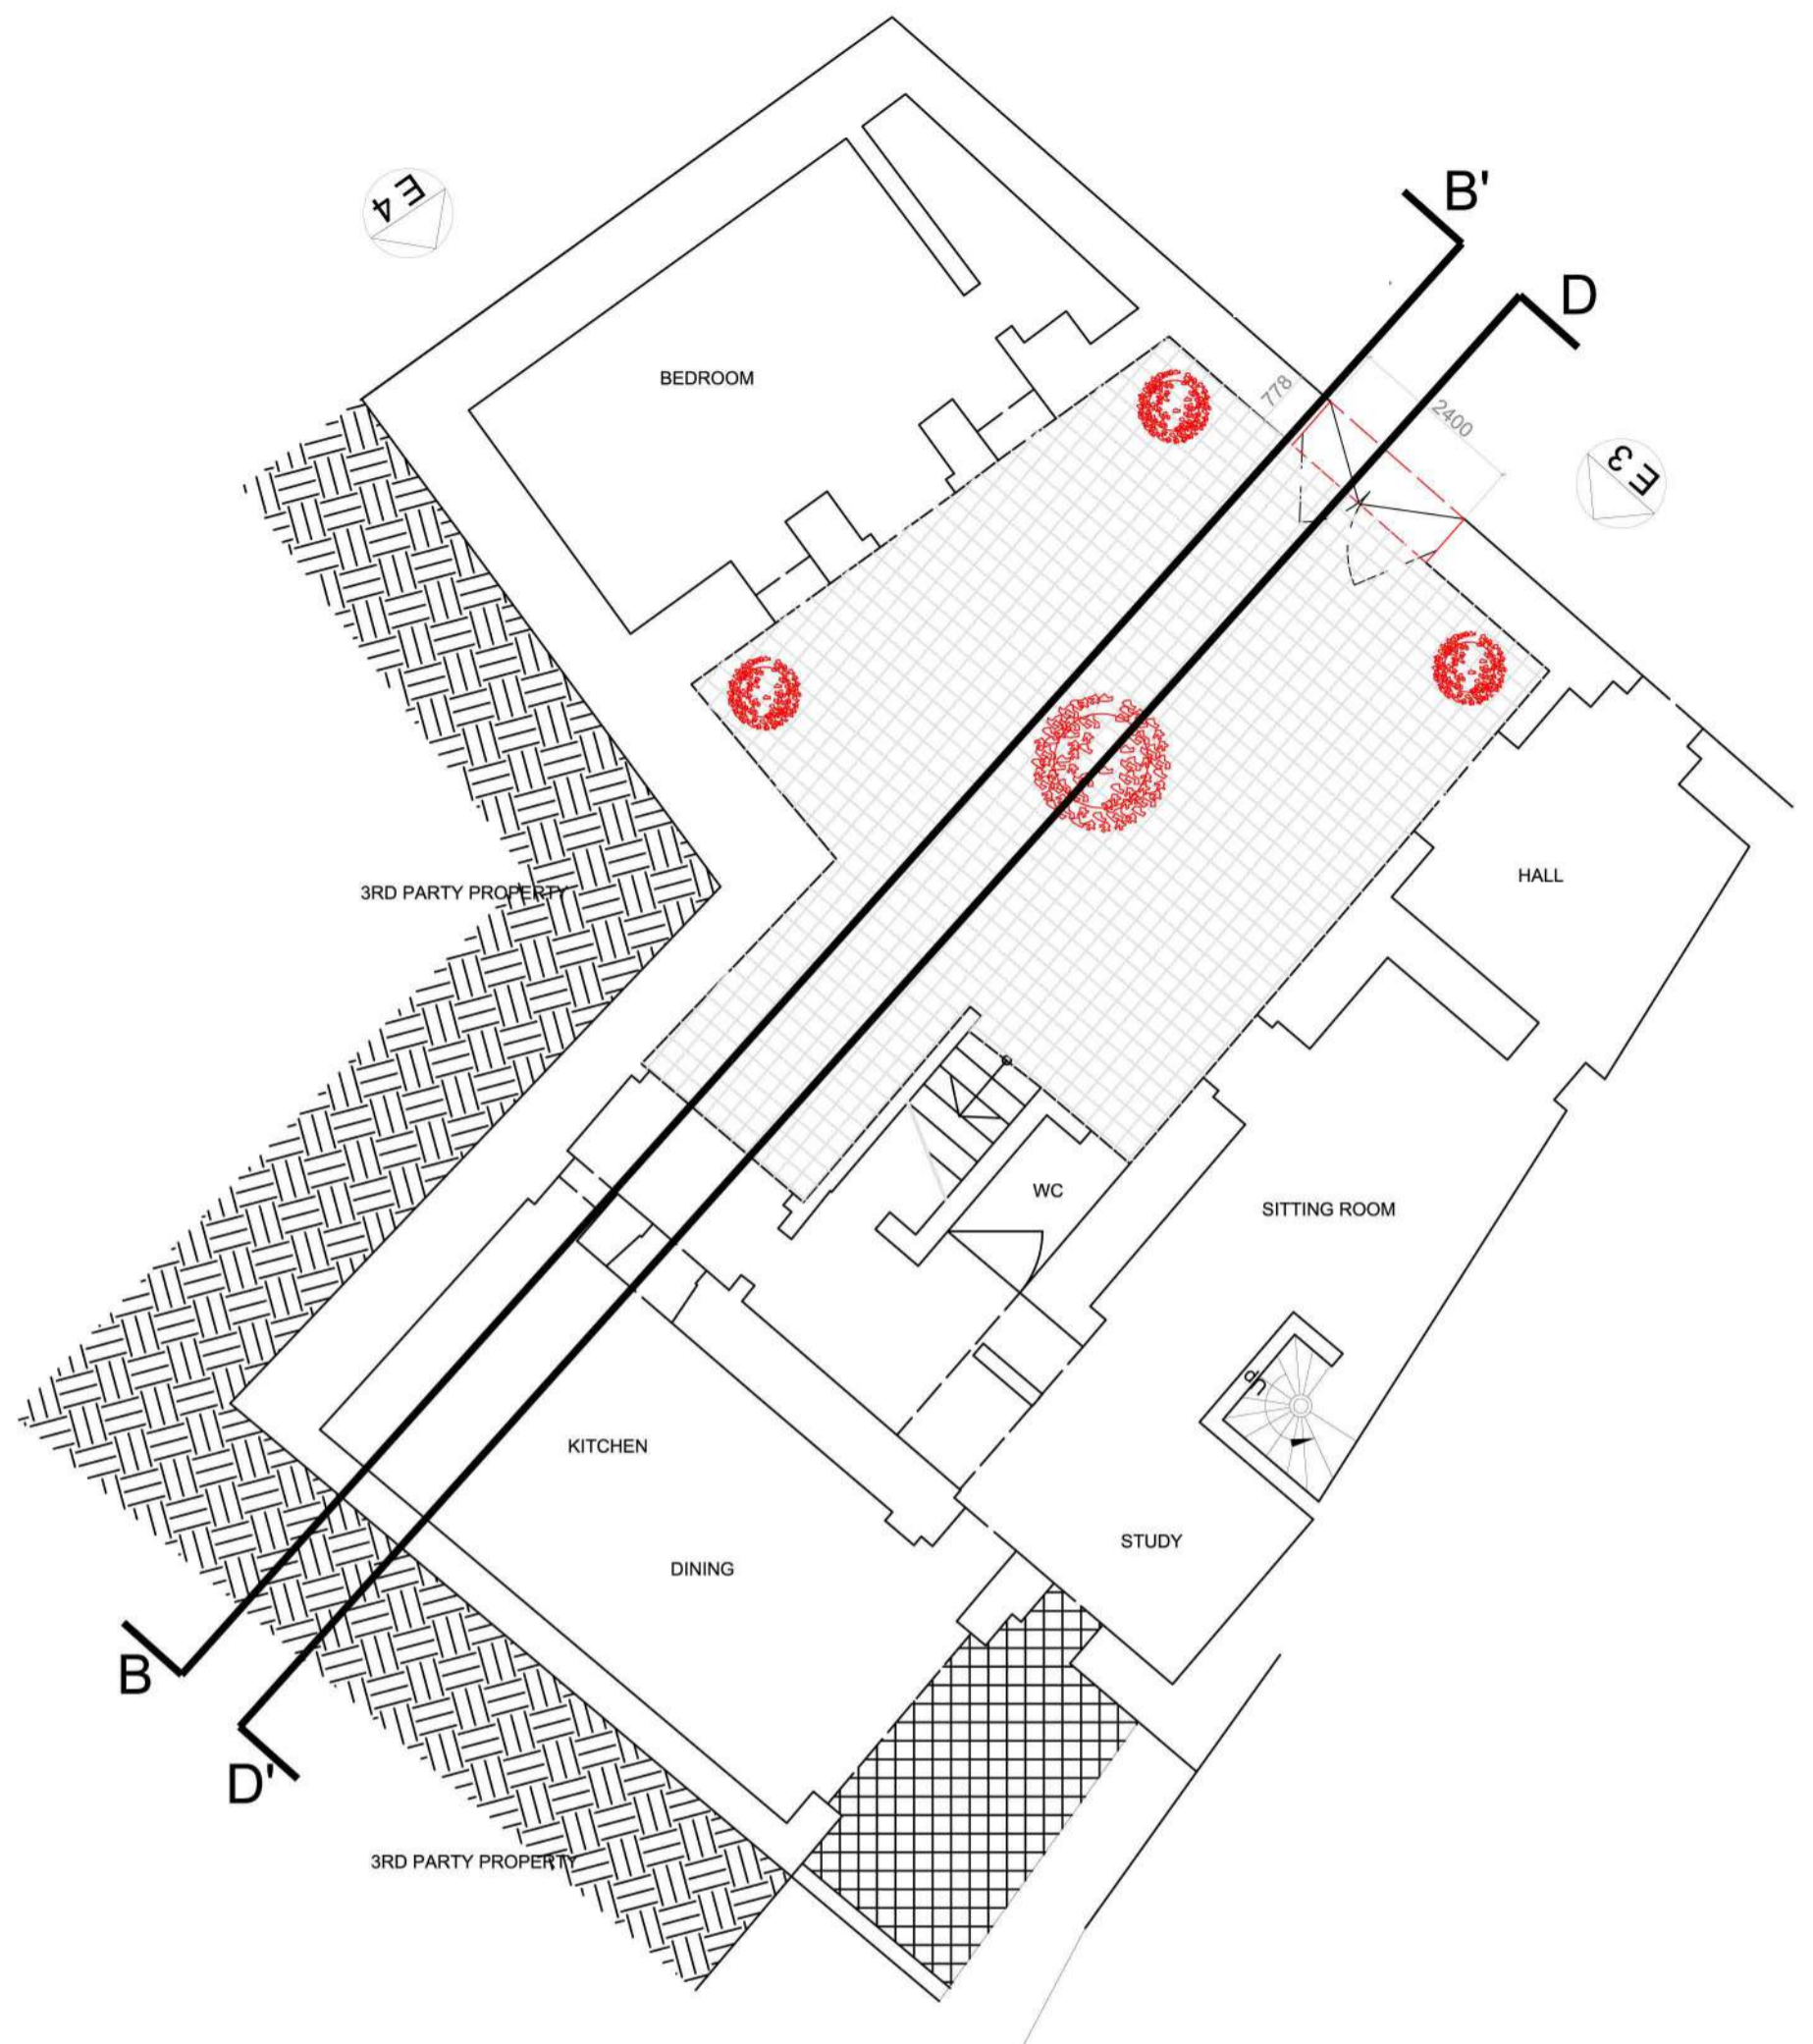 E 4
B'
D
778
2400
E 3
BEDROOM
3RD PARTY PROPERTY
HALL
WC
SITTING ROOM
up
KITCHEN
STUDY
DINING
B
D'
3RD PARTY PROPERTY